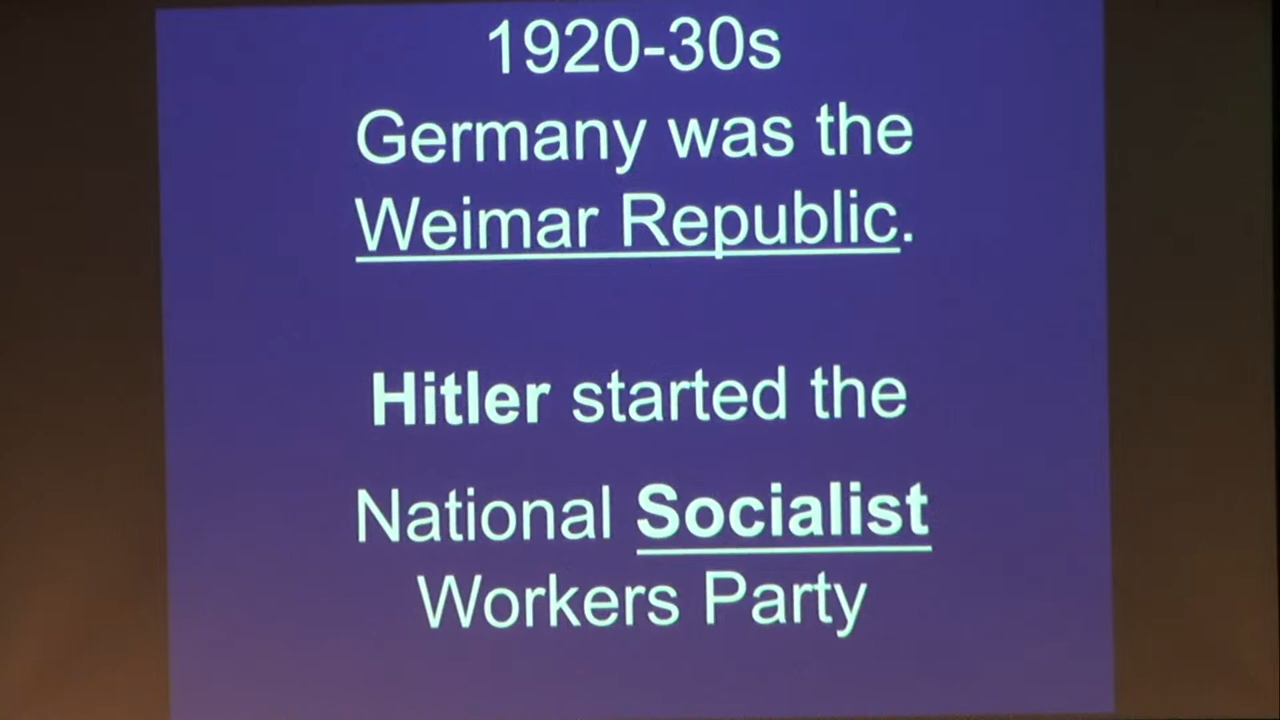 1920-30s
Germany was the
Weimar Republic.
Hitler started the
National Socialist
Workers Party